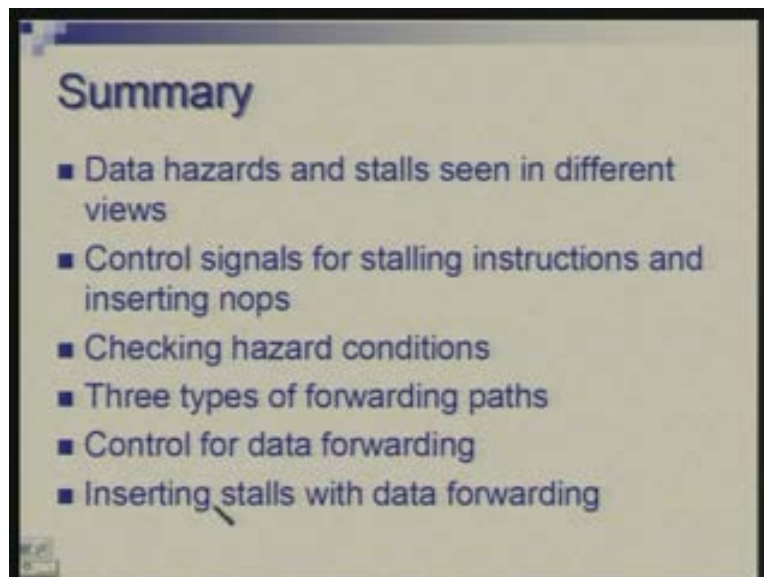 Summary
Data hazards and stalls seen in different
views
Control signals for stalling instructions and
inserting nops
Checking hazard conditions
Three types of forwarding paths
Control for data forwarding
Inserting stalls with data forwarding